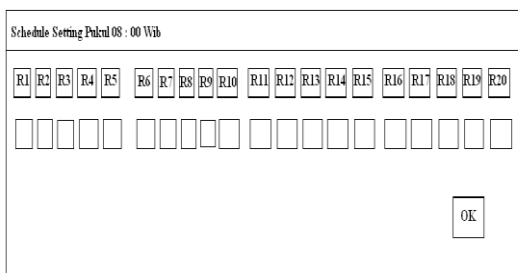 Schedule Setting Pukul 08 : 00 Wib
R1 R2 R3 R4 R5 R6 R7 R8 R9 R10 R11 R12 R13 R14 R15 R16 R17 R18 R19 R20
OK